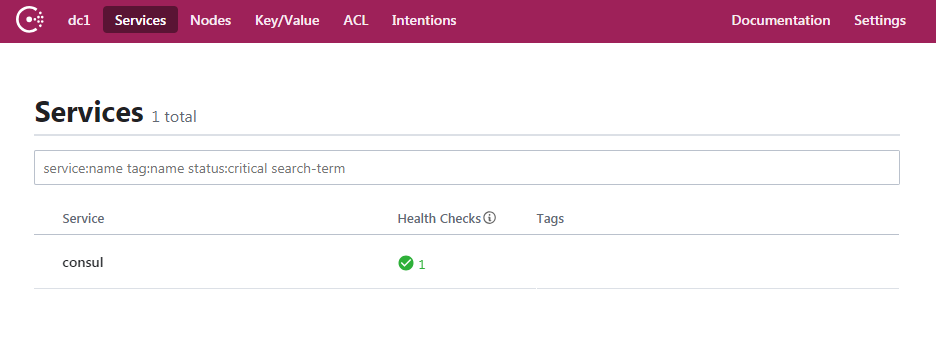 dc1 Services Nodes Key/Value ACL Intentions Documentation Settings
Services 1 total
service:name tag:name status:critical search-term
Service Health Checks Tags
consul 1